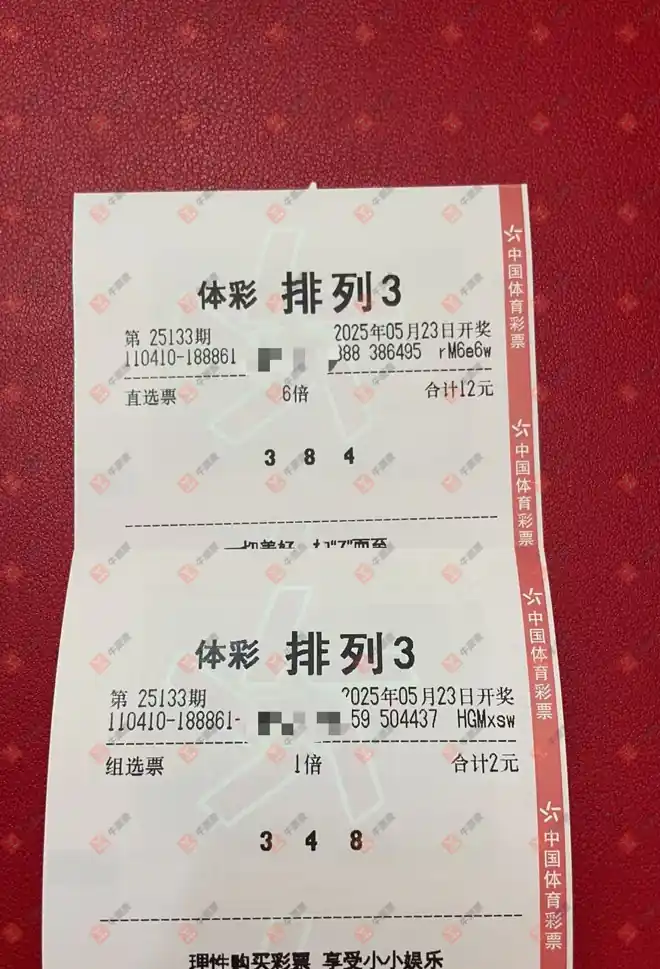 体彩 排列3
第 25133期 2025年05月23日开奖
110410-188861 388 386495 rM6e6w
直选票 6倍 合计12元
3 8 4
中国体育彩票
中国体育彩票
体彩 排列3
第 25133期 2025年05月23日开奖
110410-188861- 59 504437 HGMxsw
组选票 1倍 合计2元
3 4 8
理性购买彩票 享受小小娱乐
中国体育彩票
中国体育彩票